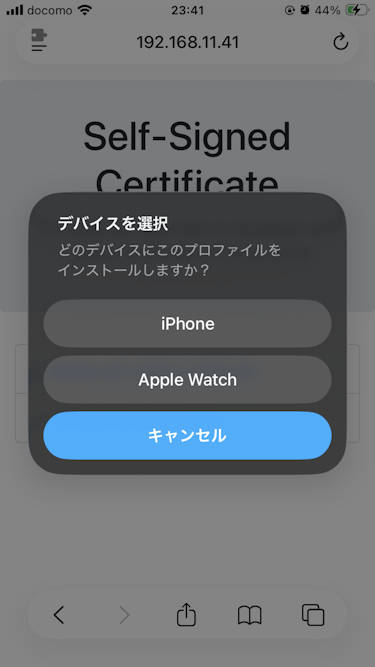 docomo 23:41 44%
192.168.11.41
Self-Signed
Certificate
デバイスを選択
どのデバイスにこのプロファイルを
インストールしますか？
iPhone
Apple Watch
キャンセル